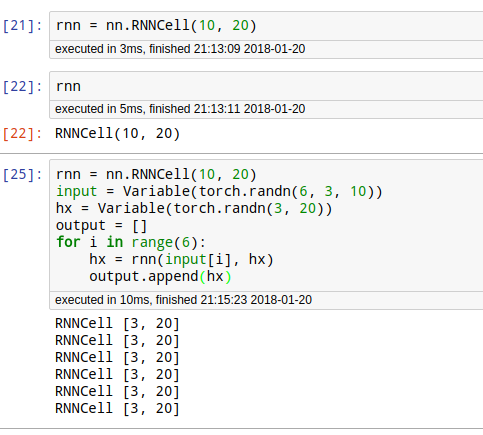 [21]: rnn = nn.RNNCell(10, 20)
executed in 3ms, finished 21:13:09 2018-01-20
[22]: rnn
executed in 5ms, finished 21:13:11 2018-01-20
[22]: RNNCell(10, 20)
[25]: rnn = nn.RNNCell(10, 20)
input = Variable(torch.randn(6, 3, 10))
hx = Variable(torch.randn(3, 20))
output = []
for i in range(6):
    hx = rnn(input[i], hx)
    output.append(hx)
executed in 10ms, finished 21:15:23 2018-01-20
RNNCell [3, 20]
RNNCell [3, 20]
RNNCell [3, 20]
RNNCell [3, 20]
RNNCell [3, 20]
RNNCell [3, 20]